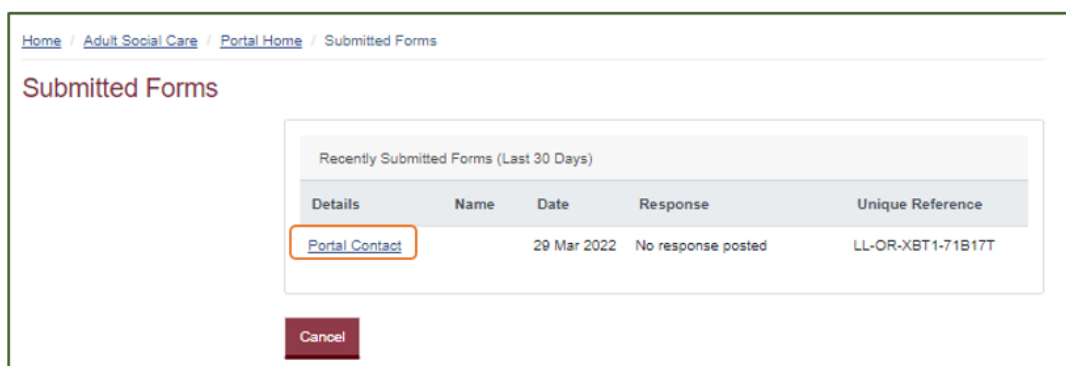 Home / Adult Social Care / Portal Home / Submitted Forms
Submitted Forms
Recently Submitted Forms (Last 30 Days)
Details Name Date Response Unique Reference
Portal Contact 29 Mar 2022 No response posted LL-OR-XBT1-71B17T
Cancel